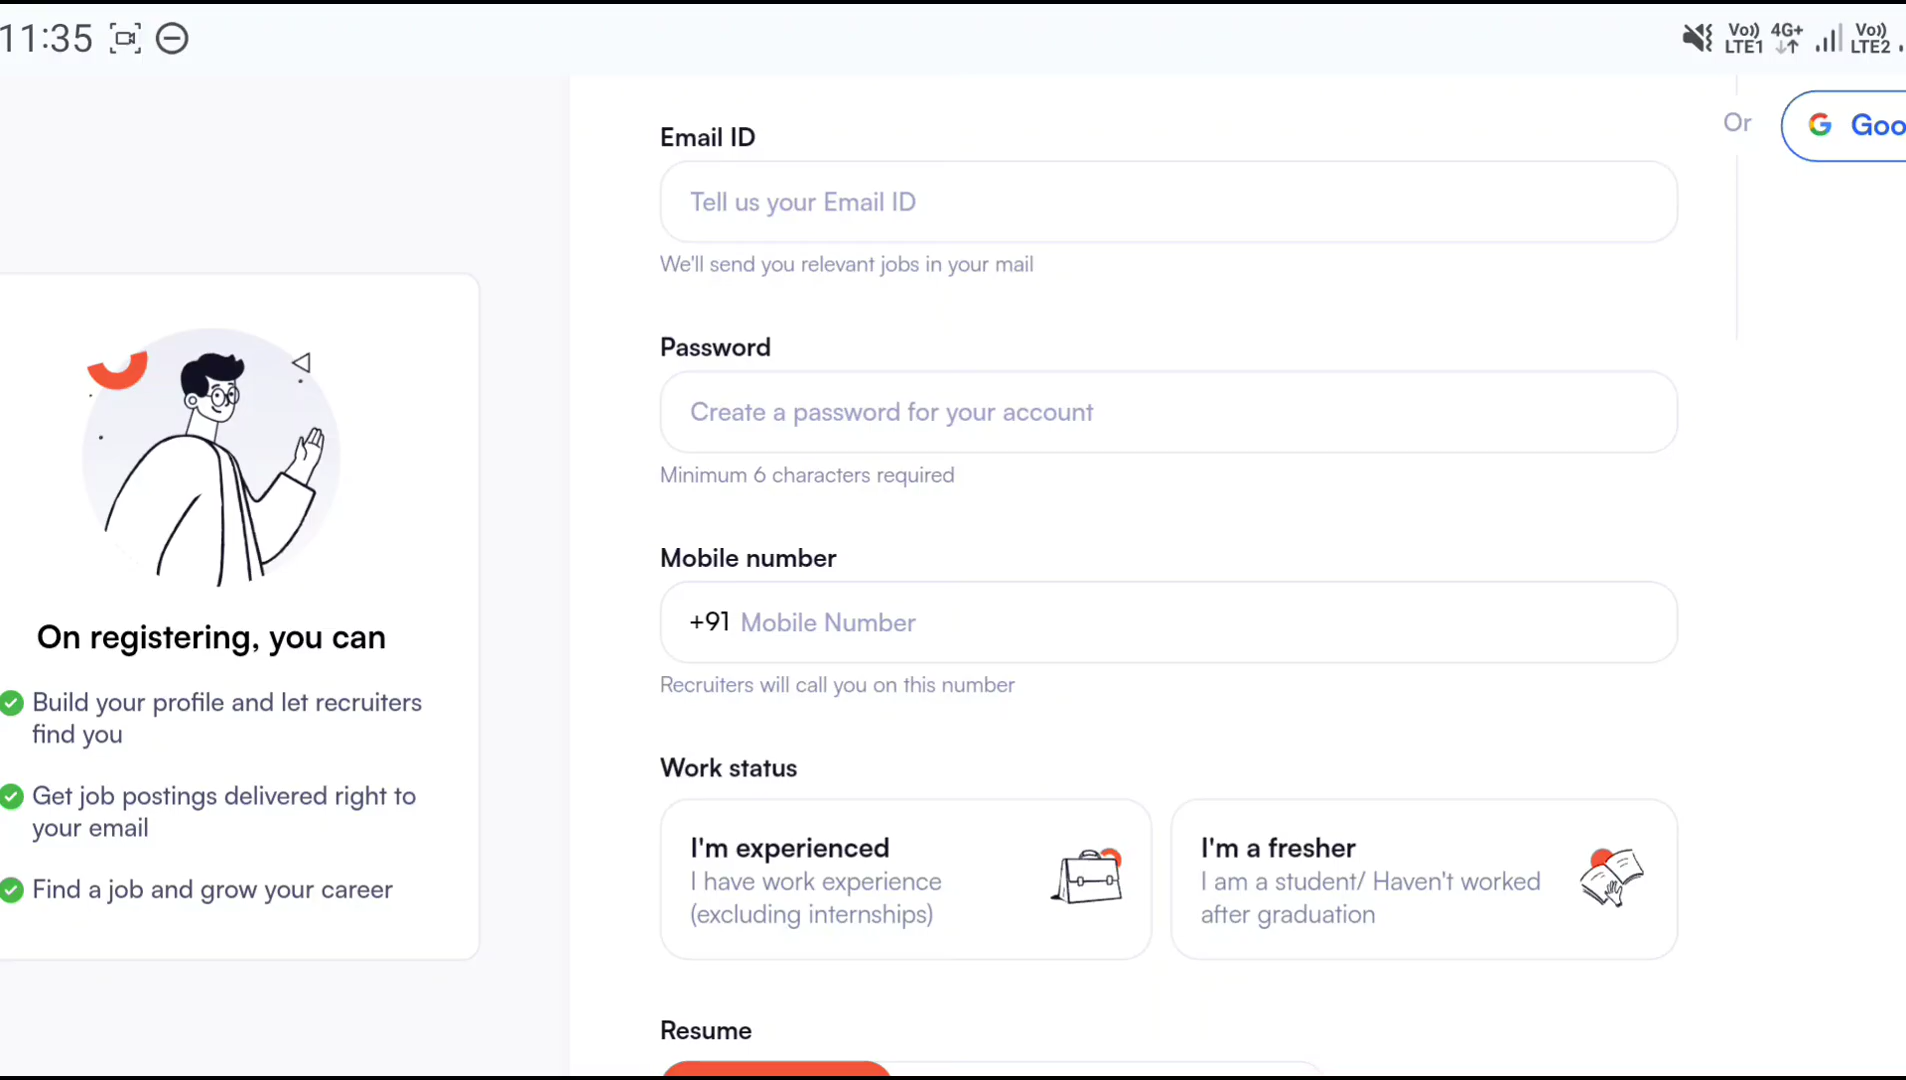 11:35
Vo)) LTE1 4G+ Vo)) LTE2
Or
Goo
Email ID
Tell us your Email ID
We'll send you relevant jobs in your mail
Password
Create a password for your account
Minimum 6 characters required
Mobile number
+91 Mobile Number
Recruiters will call you on this number
Work status
I'm experienced
I have work experience
(excluding internships)
I'm a fresher
I am a student/ Haven't worked
after graduation
Resume
On registering, you can
Build your profile and let recruiters
find you
Get job postings delivered right to
your email
Find a job and grow your career